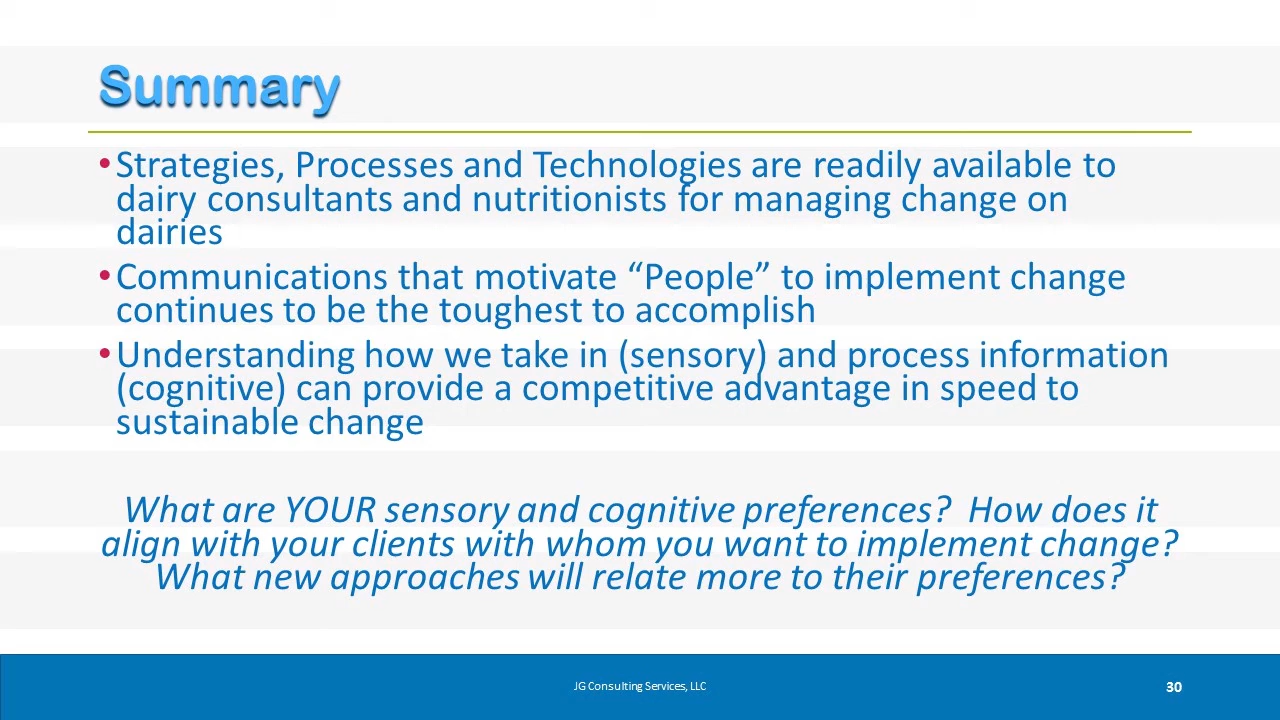 Summary
•Strategies, Processes and Technologies are readily available to
dairy consultants and nutritionists for managing change on
dairies
•Communications that motivate “People” to implement change
continues to be the toughest to accomplish
•Understanding how we take in (sensory) and process information
(cognitive) can provide a competitive advantage in speed to
sustainable change
What are YOUR sensory and cognitive preferences?  How does it
align with your clients with whom you want to implement change?
What new approaches will relate more to their preferences?
JG Consulting Services, LLC
30